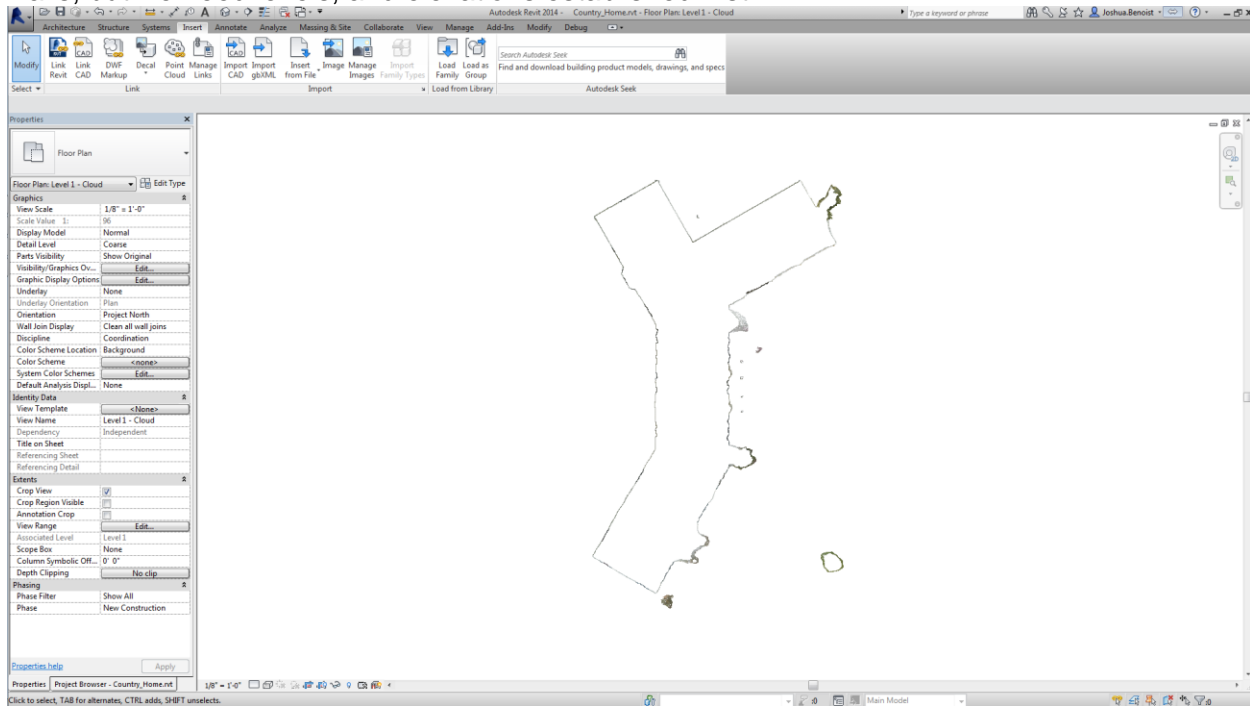 Autodesk Revit 2014 - Country_Home.rvt - Floor Plan: Level 1 - Cloud
Type a keyword or phrase
Joshua.Benoist
Architecture Structure Systems Insert Annotate Analyze Massing & Site Collaborate View Manage Add-Ins Modify Debug
Modify
Link Revit
Link CAD
DWF Markup
Decal
Point Cloud
Manage Links
Import CAD
Import gbXML
Insert from File
Image
Manage Images
Import Family Types
Load Family
Load as Group
Search Autodesk Seek
Find and download building product models, drawings, and specs
Select
Link
Import
Load from Library
Autodesk Seek
Properties
Floor Plan
Floor Plan: Level 1 - Cloud
Edit Type
Graphics
View Scale 1/8" = 1'-0"
Scale Value 1: 96
Display Model Normal
Detail Level Coarse
Parts Visibility Show Original
Visibility/Graphics Ov... Edit...
Graphic Display Options Edit...
Underlay None
Underlay Orientation Plan
Orientation Project North
Wall Join Display Clean all wall joins
Discipline Coordination
Color Scheme Location Background
Color Scheme <none>
System Color Schemes Edit...
Default Analysis Displ... None
Identity Data
View Template <None>
View Name Level 1 - Cloud
Dependency Independent
Title on Sheet
Referencing Sheet
Referencing Detail
Extents
Crop View
Crop Region Visible
Annotation Crop
View Range Edit...
Associated Level Level 1
Scope Box None
Column Symbolic Off... 0' 0"
Depth Clipping No clip
Phasing
Phase Filter Show All
Phase New Construction
Properties help
Apply
Properties Project Browser - Country_Home.rvt
1/8" = 1'-0"
Click to select, TAB for alternates, CTRL adds, SHIFT unselects.
:0
Main Model
:0